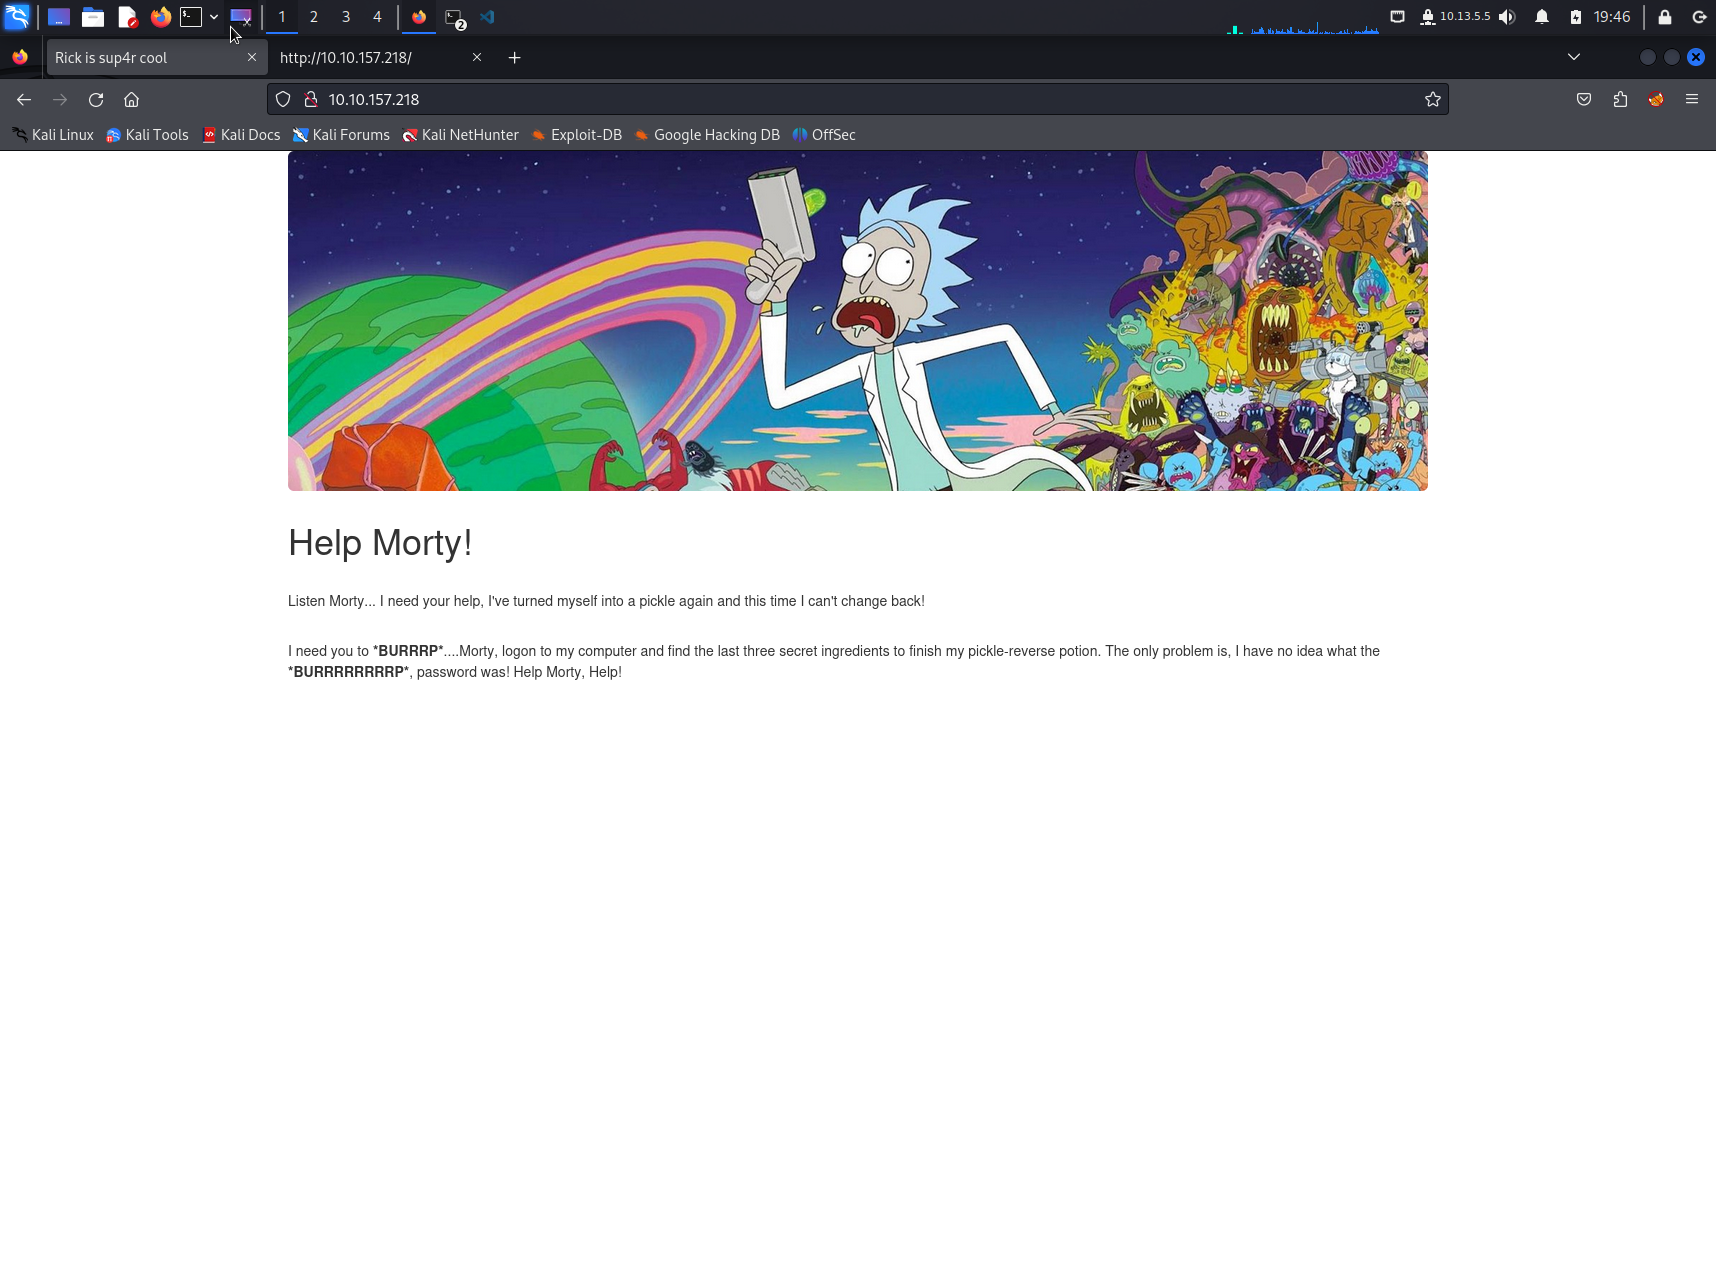 1 2 3 4
2
10.13.5.5
19:46
Rick is sup4r cool
http://10.10.157.218/
10.10.157.218
Kali Linux Kali Tools Kali Docs Kali Forums Kali NetHunter Exploit-DB Google Hacking DB OffSec
Help Morty!
Listen Morty... I need your help, I've turned myself into a pickle again and this time I can't change back!
I need you to *BURRRP*....Morty, logon to my computer and find the last three secret ingredients to finish my pickle-reverse potion. The only problem is, I have no idea what the
*BURRRRRRRRP*, password was! Help Morty, Help!